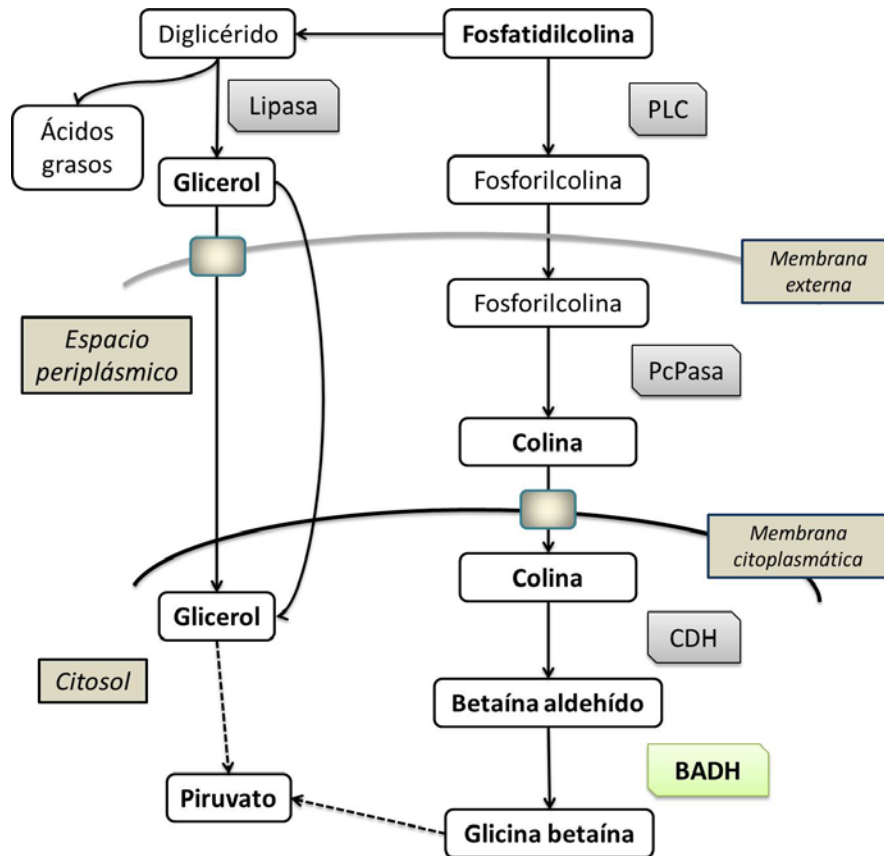 Diglicérido
Fosfatidilcolina
Lipasa
PLC
Ácidos
grasos
Glicerol
Fosforilcolina
Membrana
externa
Fosforilcolina
Espacio
periplásmico
PcPasa
Colina
Membrana
citoplasmática
Colina
Glicerol
CDH
Citosol
Betaína aldehído
BADH
Piruvato
Glicina betaína